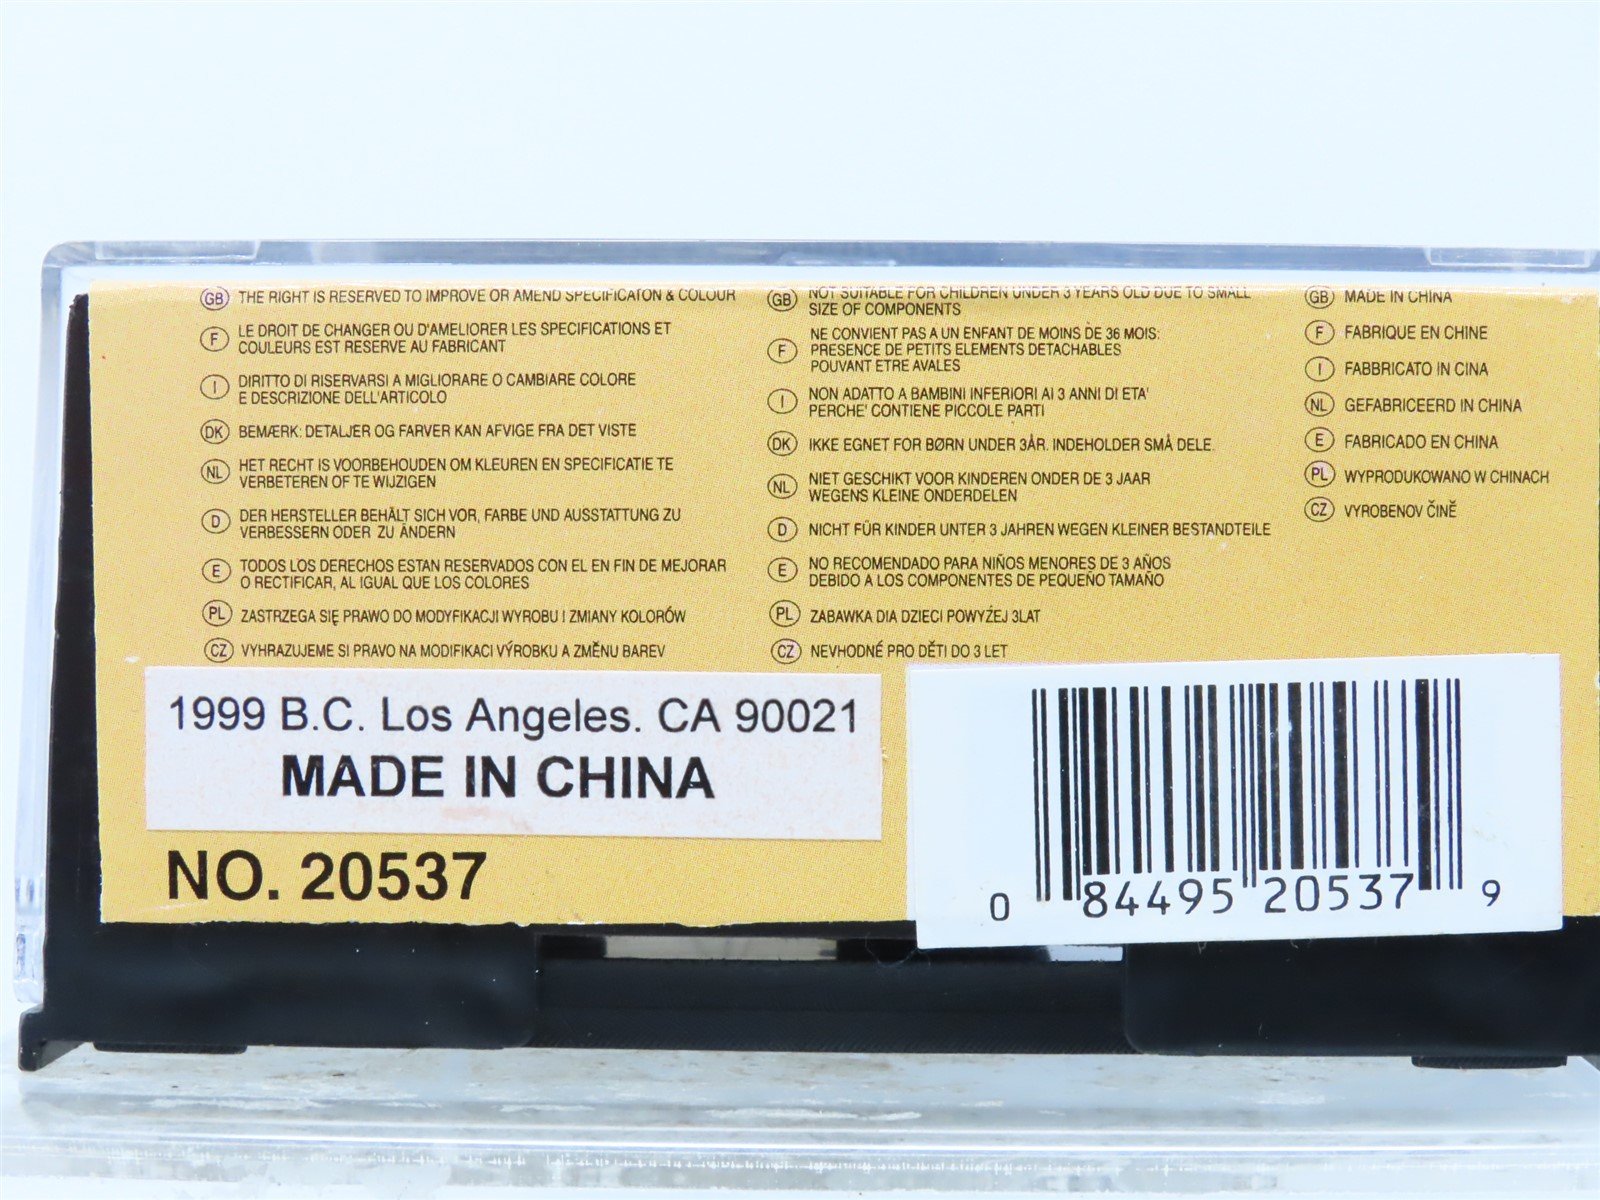 GB THE RIGHT IS RESERVED TO IMPROVE OR AMEND SPECIFICATON & COLOUR
F LE DROIT DE CHANGER OU D'AMELIORER LES SPECIFICATIONS ET
COULEURS EST RESERVE AU FABRICANT
I DIRITTO DI RISERVARSI A MIGLIORARE O CAMBIARE COLORE
E DESCRIZIONE DELL'ARTICOLO
DK BEMÆRK: DETALJER OG FARVER KAN AFVIGE FRA DET VISTE
NL HET RECHT IS VOORBEHOUDEN OM KLEUREN EN SPECIFICATIE TE
VERBETEREN OF TE WIJZIGEN
D DER HERSTELLER BEHÄLT SICH VOR, FARBE UND AUSSTATTUNG ZU
VERBESSERN ODER ZU ÄNDERN
E TODOS LOS DERECHOS ESTAN RESERVADOS CON EL EN FIN DE MEJORAR
O RECTIFICAR, AL IGUAL QUE LOS COLORES
PL ZASTRZEGA SIĘ PRAWO DO MODYFIKACJI WYROBU I ZMIANY KOLORÓW
CZ VYHRAZUJEME SI PRAVO NA MODIFIKACI VÝROBKU A ZMĚNU BAREV
GB NOT SUITABLE FOR CHILDREN UNDER 3 YEARS OLD DUE TO SMALL
SIZE OF COMPONENTS
F NE CONVIENT PAS A UN ENFANT DE MOINS DE 36 MOIS:
PRESENCE DE PETITS ELEMENTS DETACHABLES
POUVANT ETRE AVALES
I NON ADATTO A BAMBINI INFERIORI AI 3 ANNI DI ETA'
PERCHE' CONTIENE PICCOLE PARTI
DK IKKE EGNET FOR BØRN UNDER 3ÅR. INDEHOLDER SMÅ DELE.
NL NIET GESCHIKT VOOR KINDEREN ONDER DE 3 JAAR
WEGENS KLEINE ONDERDELEN
D NICHT FÜR KINDER UNTER 3 JAHREN WEGEN KLEINER BESTANDTEILE
E NO RECOMENDADO PARA NIÑOS MENORES DE 3 AÑOS
DEBIDO A LOS COMPONENTES DE PEQUEÑO TAMAÑO
PL ZABAWKA DIA DZIECI POWYŻEJ 3LAT
CZ NEVHODNÉ PRO DĚTI DO 3 LET
GB MADE IN CHINA
F FABRIQUE EN CHINE
I FABBRICATO IN CINA
NL GEFABRICEERD IN CHINA
E FABRICADO EN CHINA
PL WYPRODUKOWANO W CHINACH
CZ VYROBENOV ČINĚ
1999 B.C. Los Angeles. CA 90021
MADE IN CHINA
NO. 20537
0 84495 20537 9